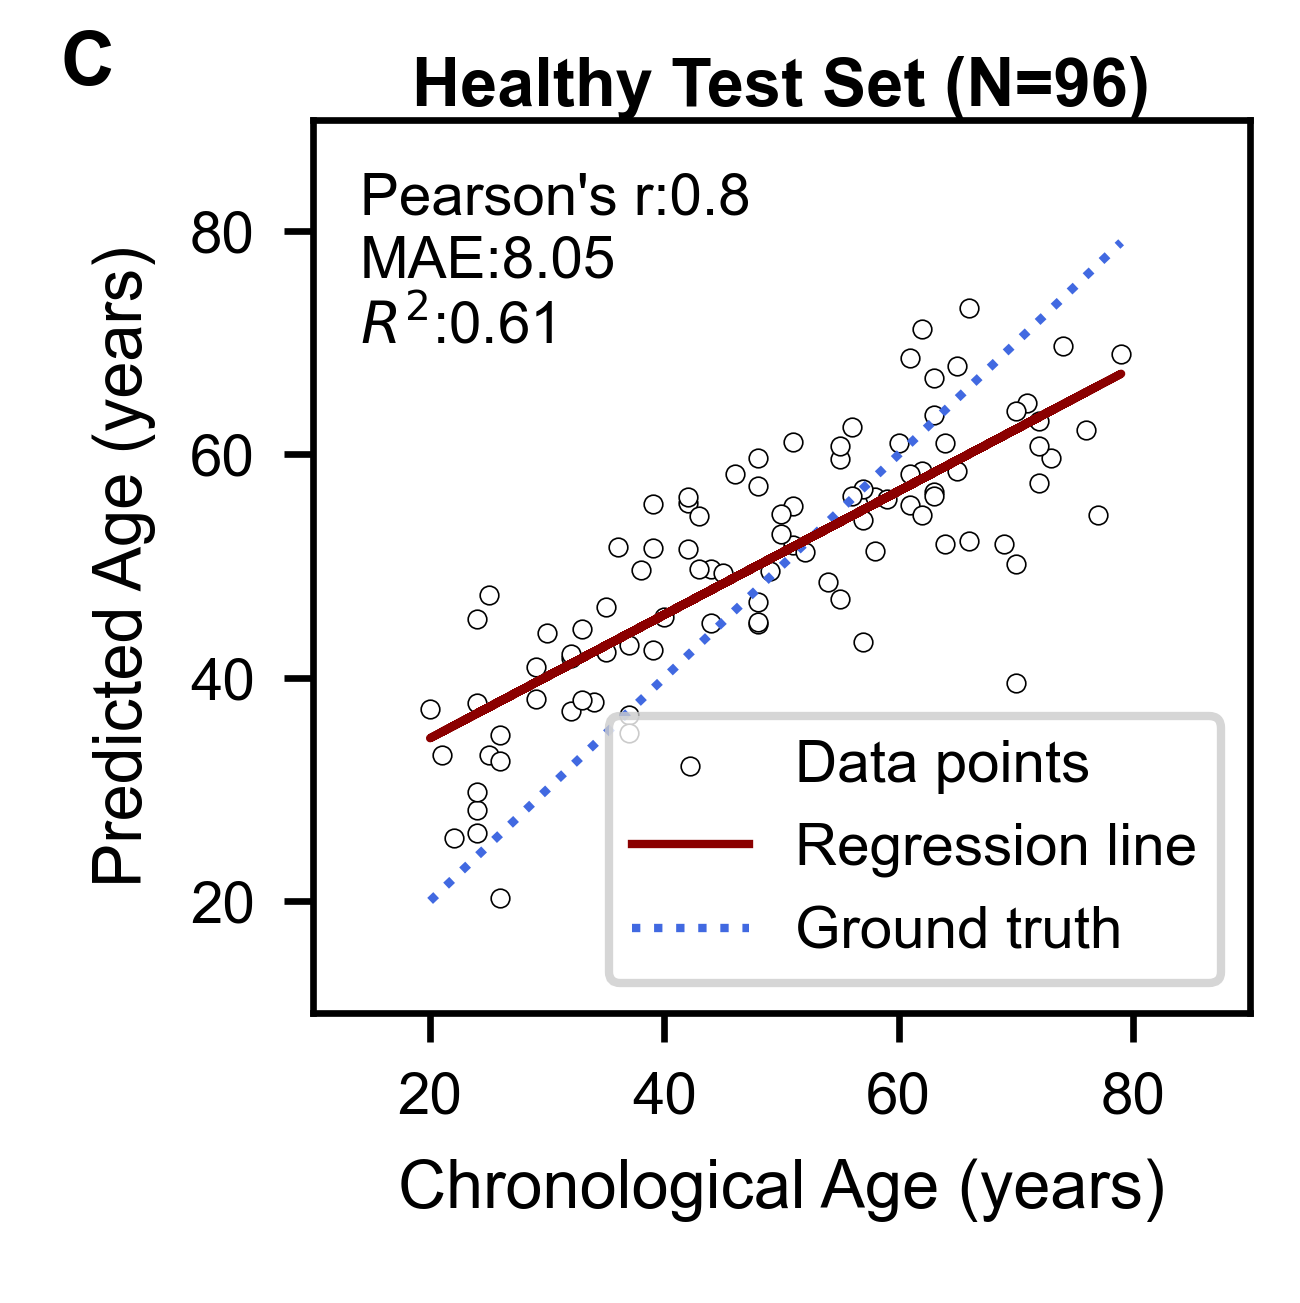 C
Healthy Test Set (N=96)
Pearson's r:0.8
MAE:8.05
R²:0.61
80
60
40
20
Predicted Age (years)
Data points
Regression line
Ground truth
20 40 60 80
Chronological Age (years)